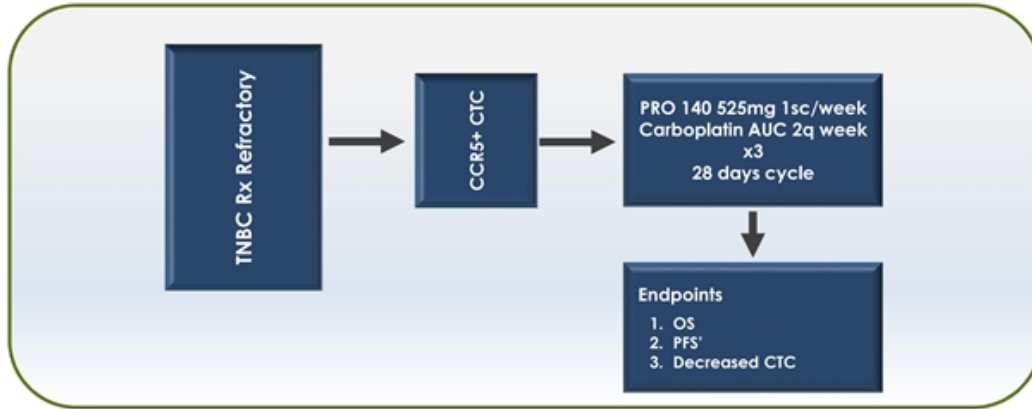 TNBC Rx Refractory
CCR5+ CTC
PRO 140 525mg 1sc/week
Carboplatin AUC 2q week
x3
28 days cycle
Endpoints
1. OS
2. PFS'
3. Decreased CTC